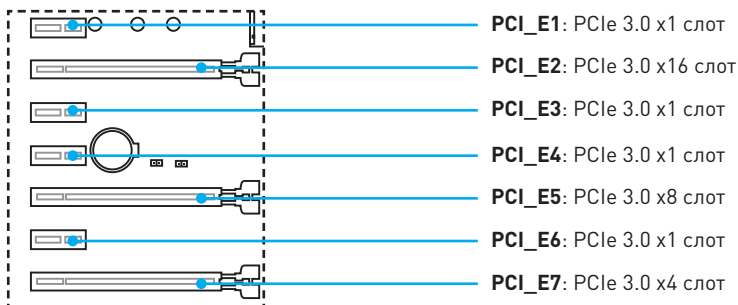 PCI_E1: PCIe 3.0 x1 слот
PCI_E2: PCIe 3.0 x16 слот
PCI_E3: PCIe 3.0 x1 слот
PCI_E4: PCIe 3.0 x1 слот
PCI_E5: PCIe 3.0 x8 слот
PCI_E6: PCIe 3.0 x1 слот
PCI_E7: PCIe 3.0 x4 слот